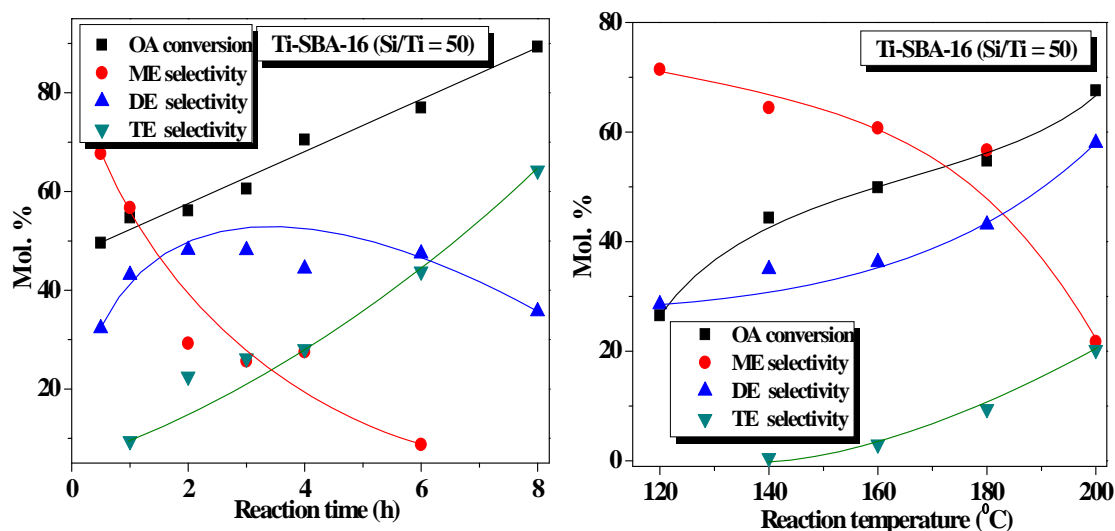 OA conversion
ME selectivity
DE selectivity
TE selectivity
Ti-SBA-16 (Si/Ti = 50)
Mol. %
80
60
40
20
0 2 4 6 8
Reaction time (h)
Ti-SBA-16 (Si/Ti = 50)
Mol. %
80
60
40
20
0
OA conversion
ME selectivity
DE selectivity
TE selectivity
120 140 160 180 200
Reaction temperature (⁰C)